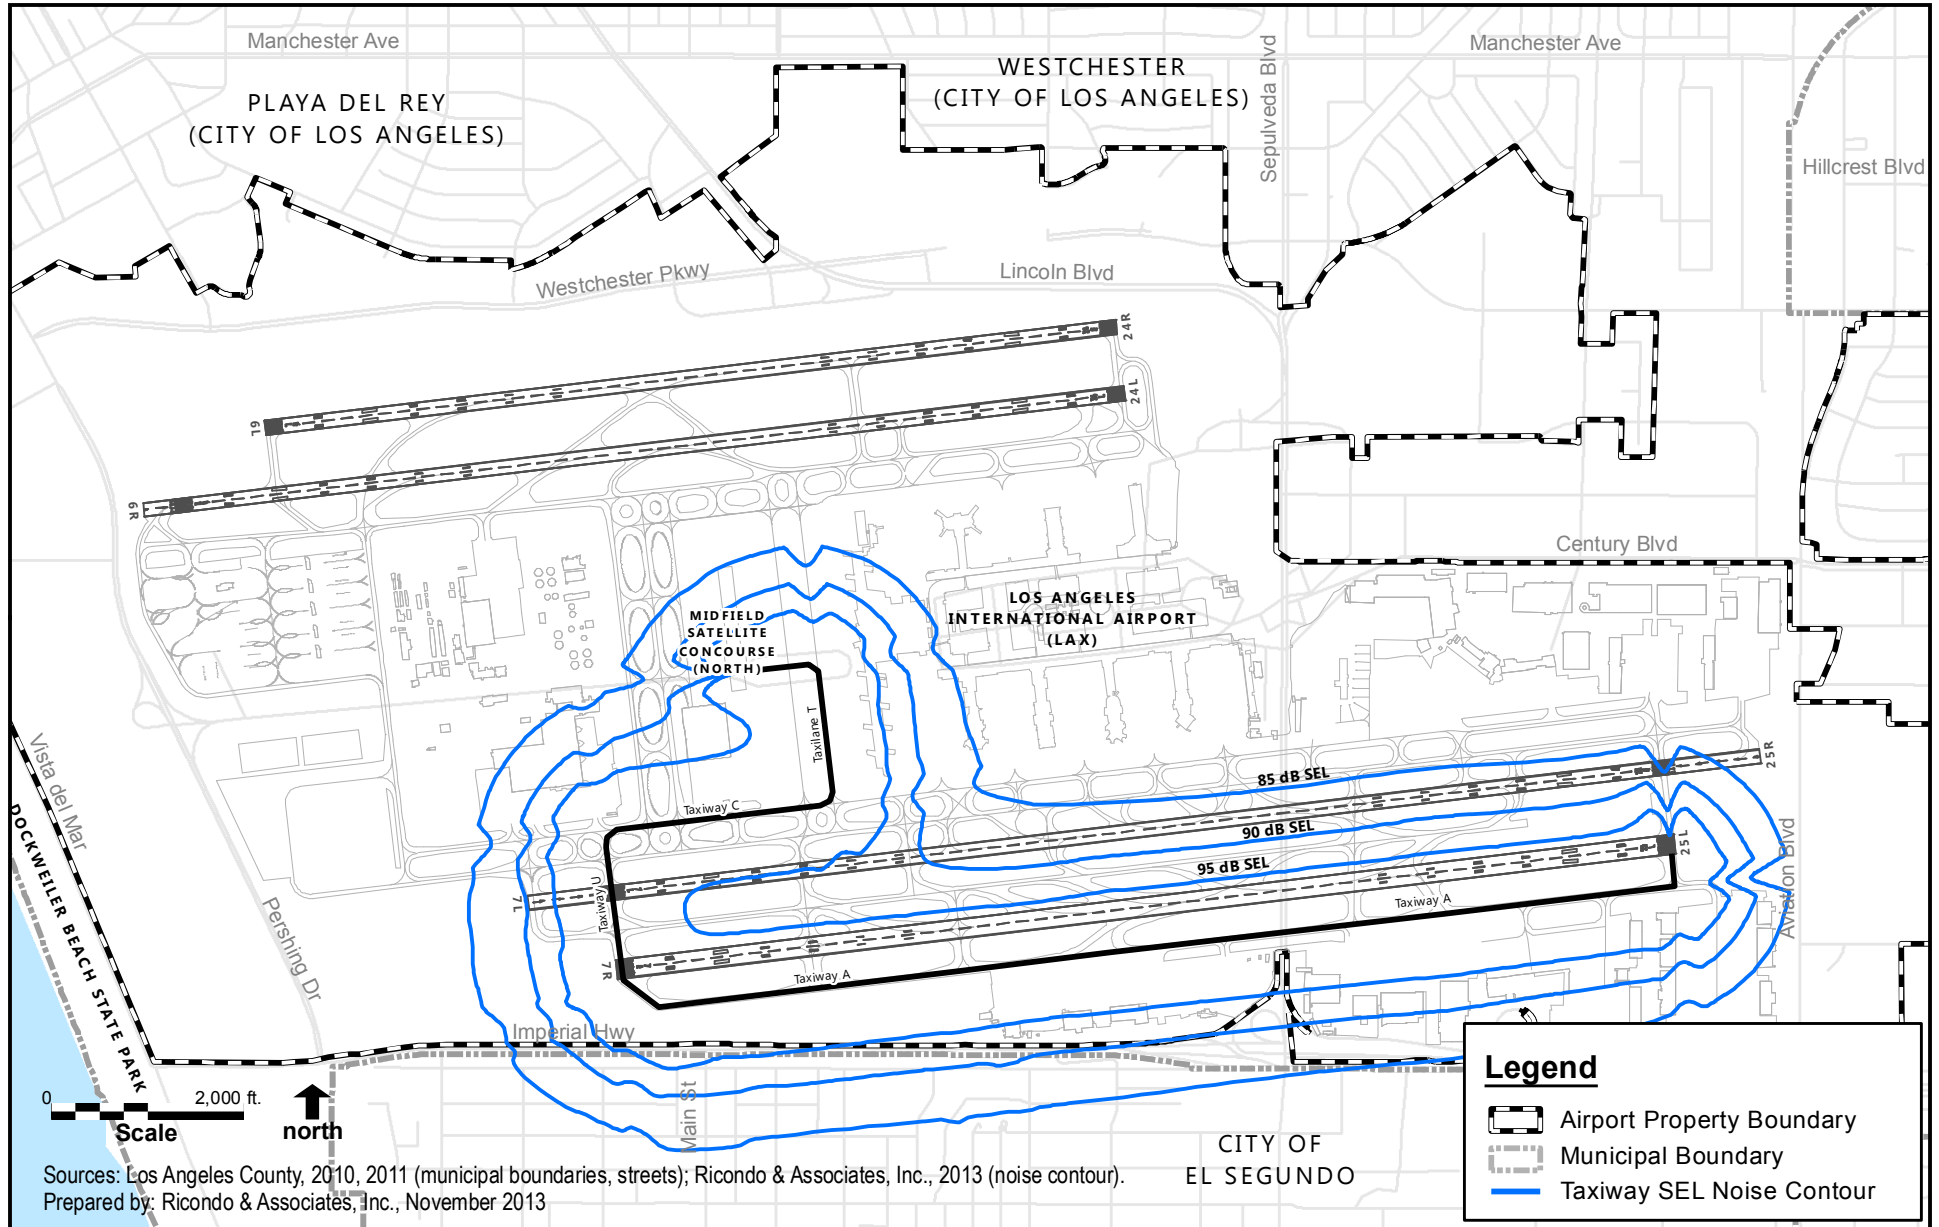 Manchester Ave
Manchester Ave
WESTCHESTER
(CITY OF LOS ANGELES)
Sepulveda Blvd
PLAYA DEL REY
(CITY OF LOS ANGELES)
Hillcrest Blvd
Westchester Pkwy
Lincoln Blvd
24R
24L
6L
6R
Century Blvd
MIDFIELD
SATELLITE
CONCOURSE
(NORTH)
LOS ANGELES
INTERNATIONAL AIRPORT
(LAX)
Taxilane T
Taxiway C
Vista del Mar
DOCKWEILER BEACH STATE PARK
Pershing Dr
85 dB SEL
90 dB SEL
95 dB SEL
25R
25L
7L
7R
Taxiway U
Taxiway A
Taxiway A
Aviation Blvd
Imperial Hwy
Main St
0
2,000 ft.
Scale
north
CITY OF
EL SEGUNDO
Legend
Airport Property Boundary
Municipal Boundary
Taxiway SEL Noise Contour
Sources: Los Angeles County, 2010, 2011 (municipal boundaries, streets); Ricondo & Associates, Inc., 2013 (noise contour).
Prepared by: Ricondo & Associates, Inc., November 2013